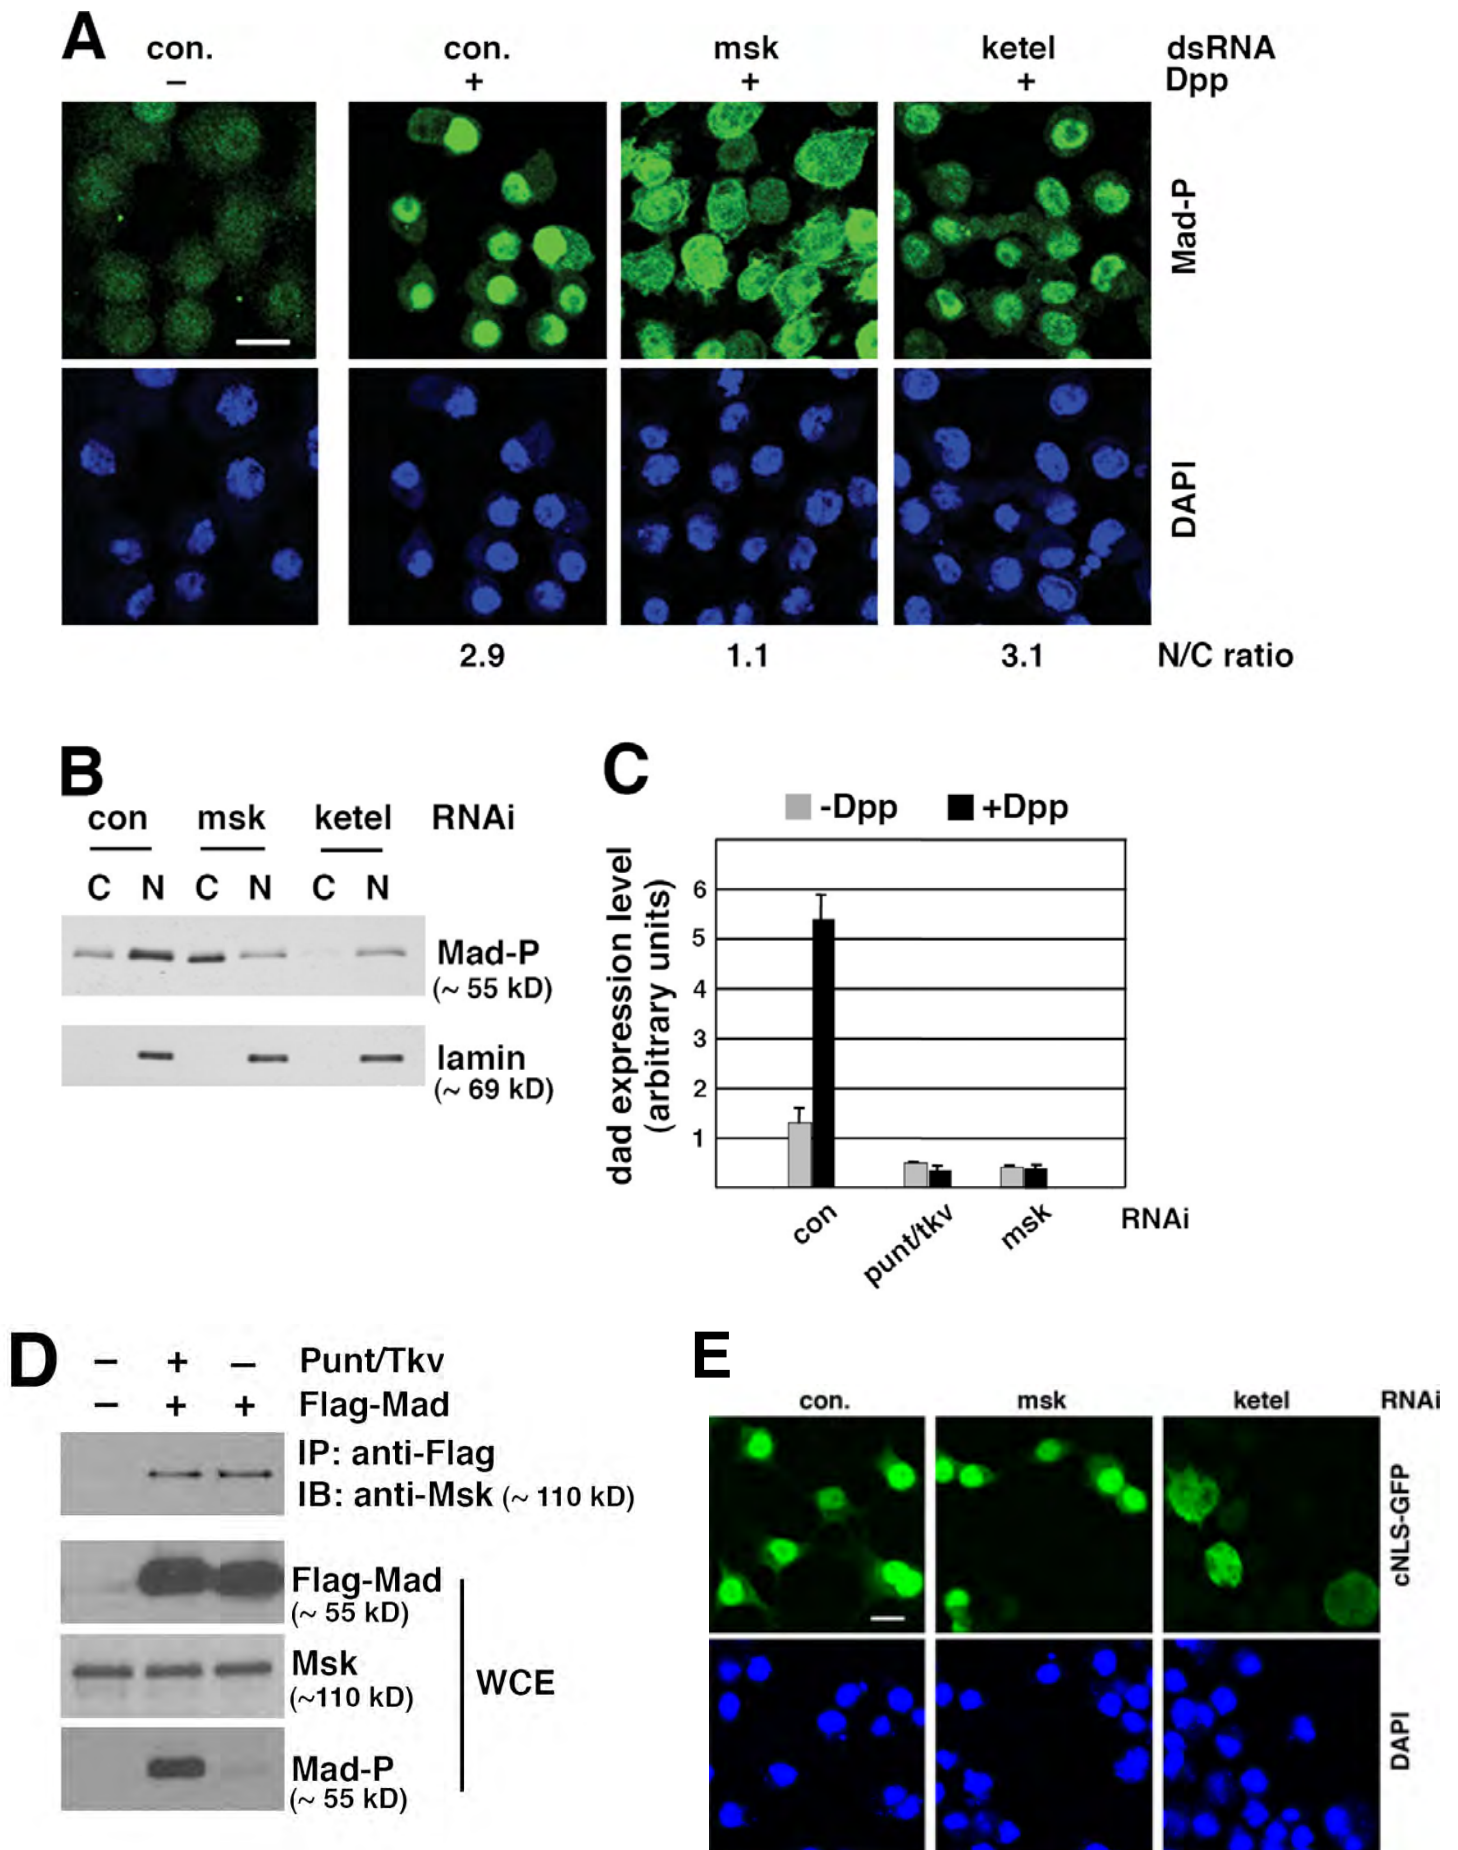 A
con. con. msk ketel dsRNA
– + + + Dpp
Mad-P
DAPI
2.9 1.1 3.1 N/C ratio
B
con msk ketel RNAi
C N C N C N
Mad-P
(~ 55 kD)
lamin
(~ 69 kD)
C
-Dpp +Dpp
dad expression level
(arbitrary units)
6
5
4
3
2
1
con punt/tkv msk RNAi
D
– + – Punt/Tkv
– + + Flag-Mad
IP: anti-Flag
IB: anti-Msk (~ 110 kD)
Flag-Mad
(~ 55 kD)
Msk
(~110 kD)
Mad-P
(~ 55 kD)
WCE
E
con. msk ketel RNAi
cNLS-GFP
DAPI